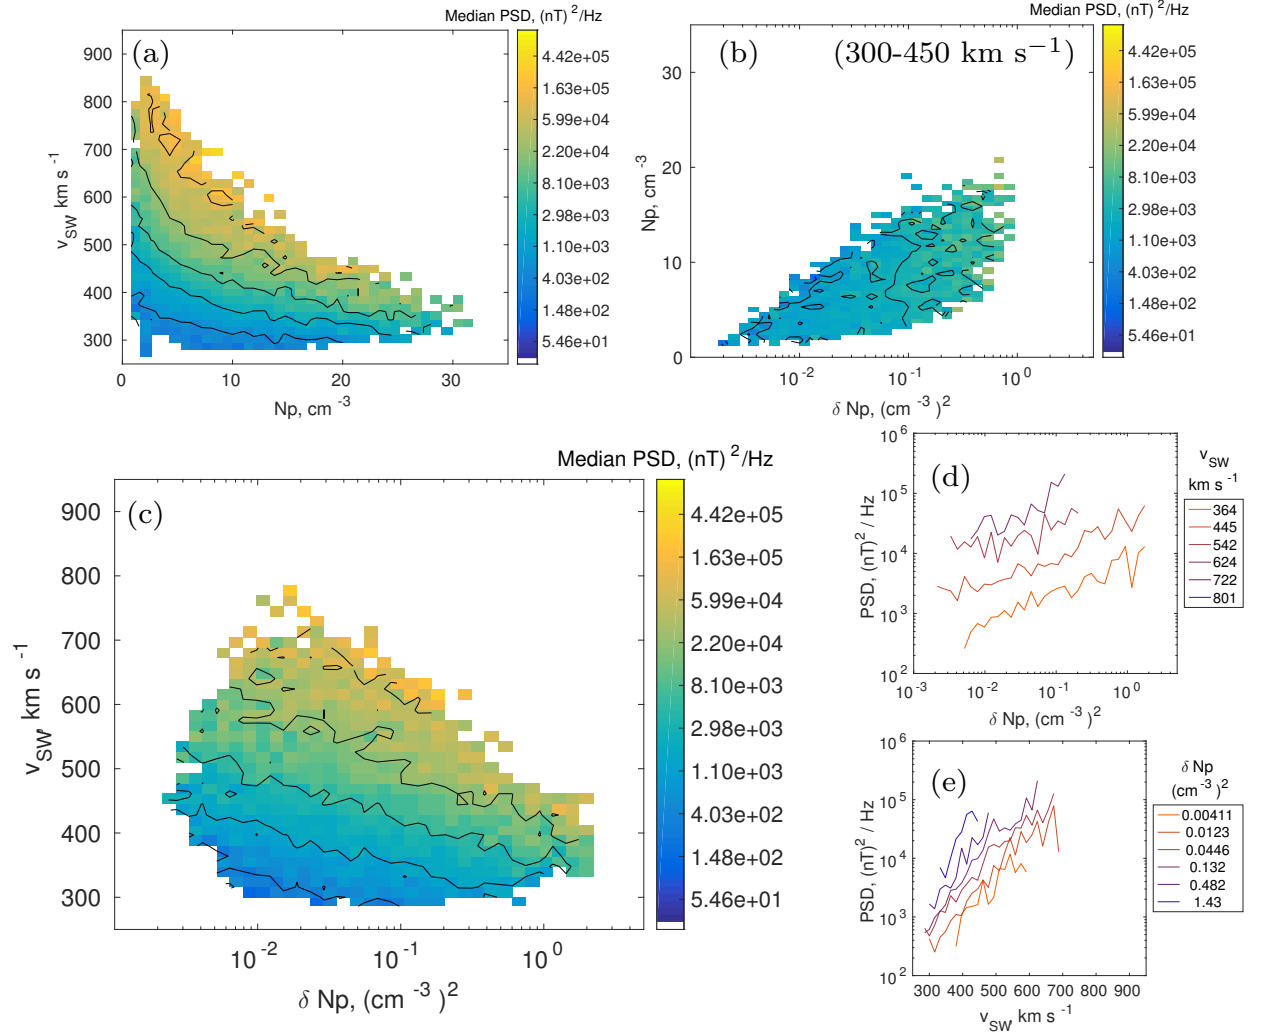 Median PSD, (nT) 2/Hz
(a)
900
800
700
600
500
400
300
v SW km s -1
0 10 20 30
Np, cm -3
4.42e+05
1.63e+05
5.99e+04
2.20e+04
8.10e+03
2.98e+03
1.10e+03
4.03e+02
1.48e+02
5.46e+01
Median PSD, (nT) 2/Hz
(b) (300-450 km s−1)
30
20
10
0
Np, cm -3
10-2 10-1 100
δ Np, (cm -3 )2
4.42e+05
1.63e+05
5.99e+04
2.20e+04
8.10e+03
2.98e+03
1.10e+03
4.03e+02
1.48e+02
5.46e+01
Median PSD, (nT) 2/Hz
(c)
900
800
700
600
500
400
300
v SW, km s -1
10-2 10-1 100
δ Np, (cm -3 )2
4.42e+05
1.63e+05
5.99e+04
2.20e+04
8.10e+03
2.98e+03
1.10e+03
4.03e+02
1.48e+02
5.46e+01
(d)
106
105
104
103
102
PSD, (nT)2 / Hz
10-3 10-2 10-1 100
δ Np, (cm-3 )2
v SW
km s -1
364
445
542
624
722
801
(e)
106
105
104
103
102
PSD, (nT)2 / Hz
300 400 500 600 700 800 900
v SW, km s -1
δ Np
(cm -3 )2
0.00411
0.0123
0.0446
0.132
0.482
1.43